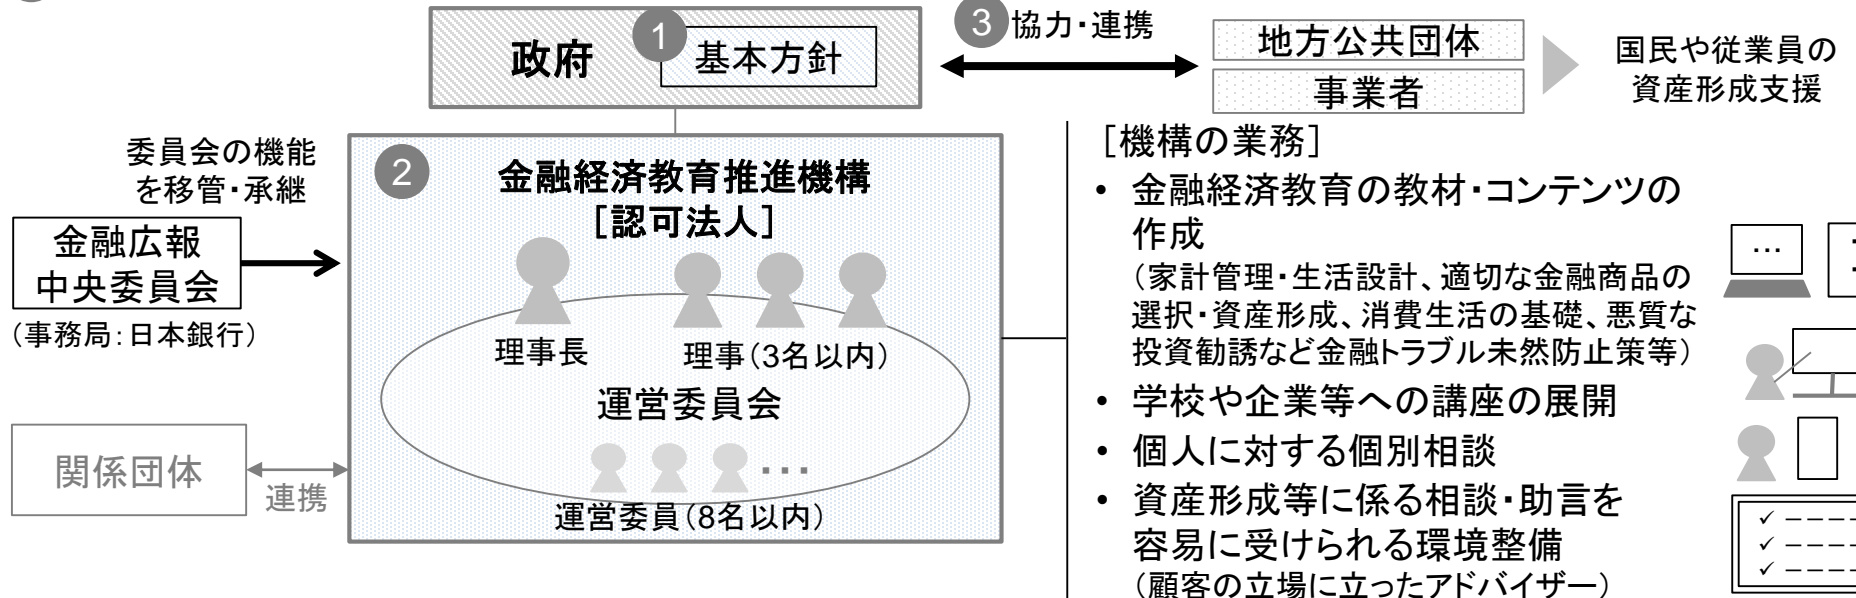 政府
1
基本方針
3
協力・連携
地方公共団体
事業者
国民や従業員の
資産形成支援
委員会の機能
を移管・承継
金融広報
中央委員会
（事務局：日本銀行）
関係団体
連携
2
金融経済教育推進機構
［認可法人］
理事長
理事（3名以内）
運営委員会
…
運営委員（8名以内）
［機構の業務］
• 金融経済教育の教材・コンテンツの
作成
（家計管理・生活設計、適切な金融商品の
選択・資産形成、消費生活の基礎、悪質な
投資勧誘など金融トラブル未然防止策等）
• 学校や企業等への講座の展開
• 個人に対する個別相談
• 資産形成等に係る相談・助言を
容易に受けられる環境整備
（顧客の立場に立ったアドバイザー）
…